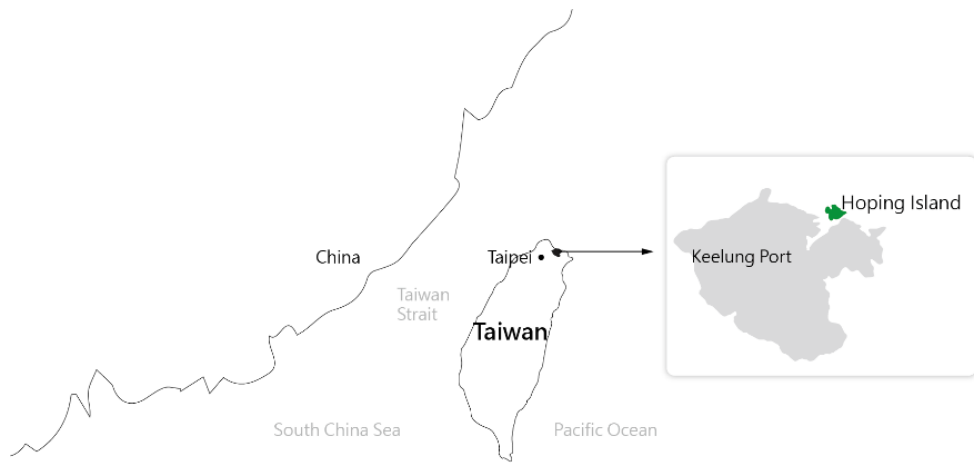 Hoping Island
China
Taipei
Keelung Port
Taiwan
Strait
Taiwan
South China Sea
Pacific Ocean